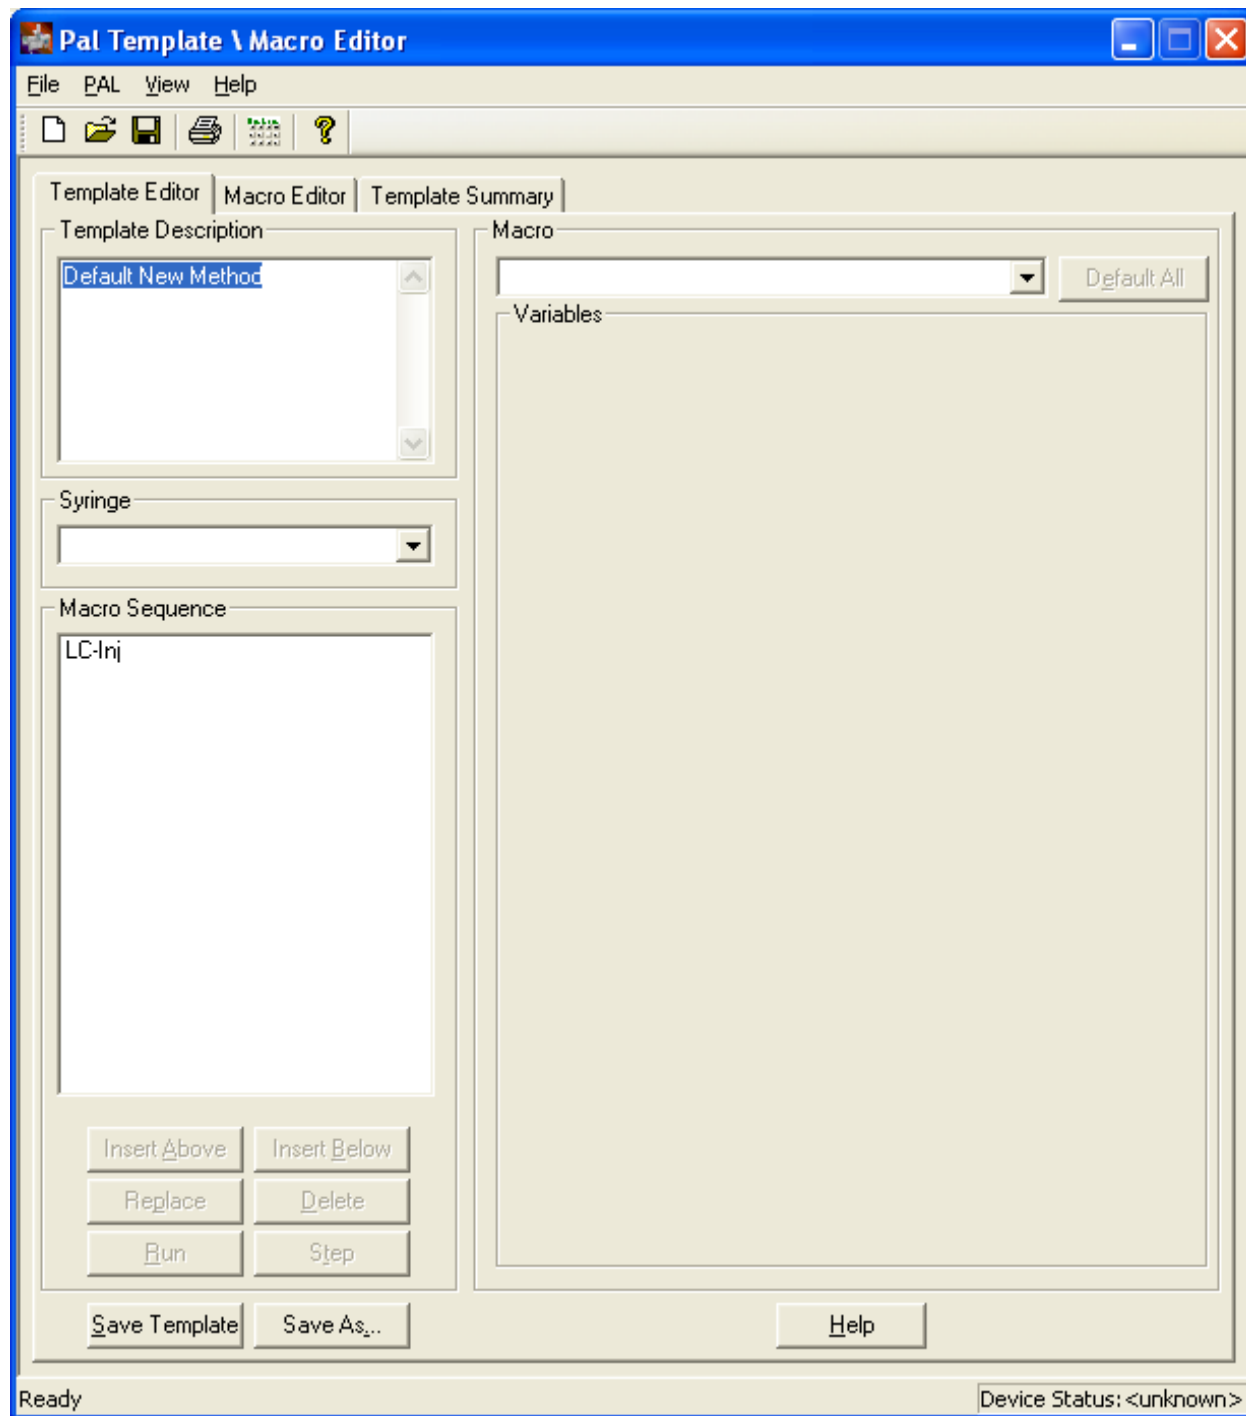 Pal Template \ Macro Editor
File PAL View Help
Template Editor Macro Editor Template Summary
Template Description
Default New Method
Syringe
Macro Sequence
LC-Inj
Insert Above Insert Below
Replace Delete
Run Step
Save Template Save As...
Macro
Default All
Variables
Help
Ready Device Status: <unknown>